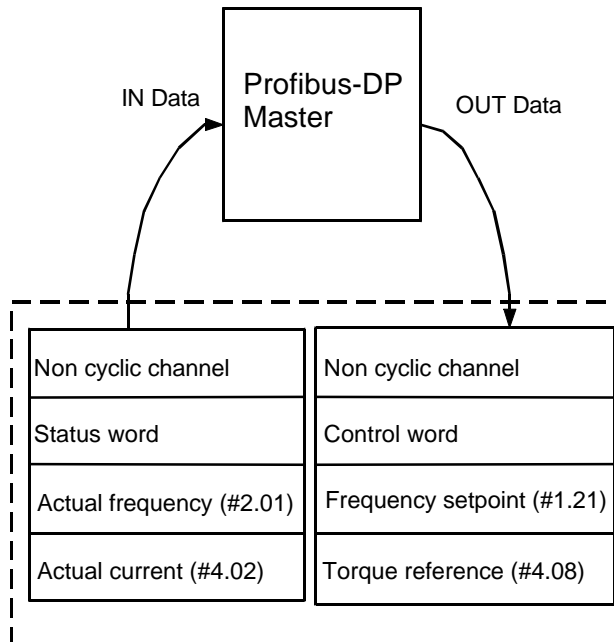 Profibus-DP
Master
IN Data
OUT Data
Non cyclic channel
Status word
Actual frequency (#2.01)
Actual current (#4.02)
Non cyclic channel
Control word
Frequency setpoint (#1.21)
Torque reference (#4.08)